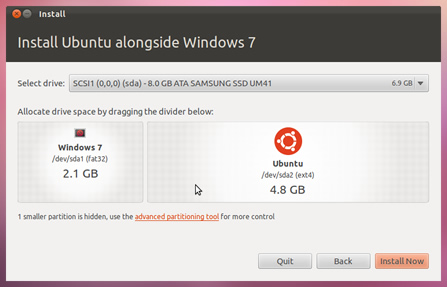 Install
Install Ubuntu alongside Windows 7
Select drive: SCSI1 (0,0,0) (sda) - 8.0 GB ATA SAMSUNG SSD UM41 6.9 GB
Allocate drive space by dragging the divider below:
Windows 7
/dev/sda1 (fat32)
2.1 GB
Ubuntu
/dev/sda2 (ext4)
4.8 GB
1 smaller partition is hidden, use the advanced partitioning tool for more control
Quit Back Install Now